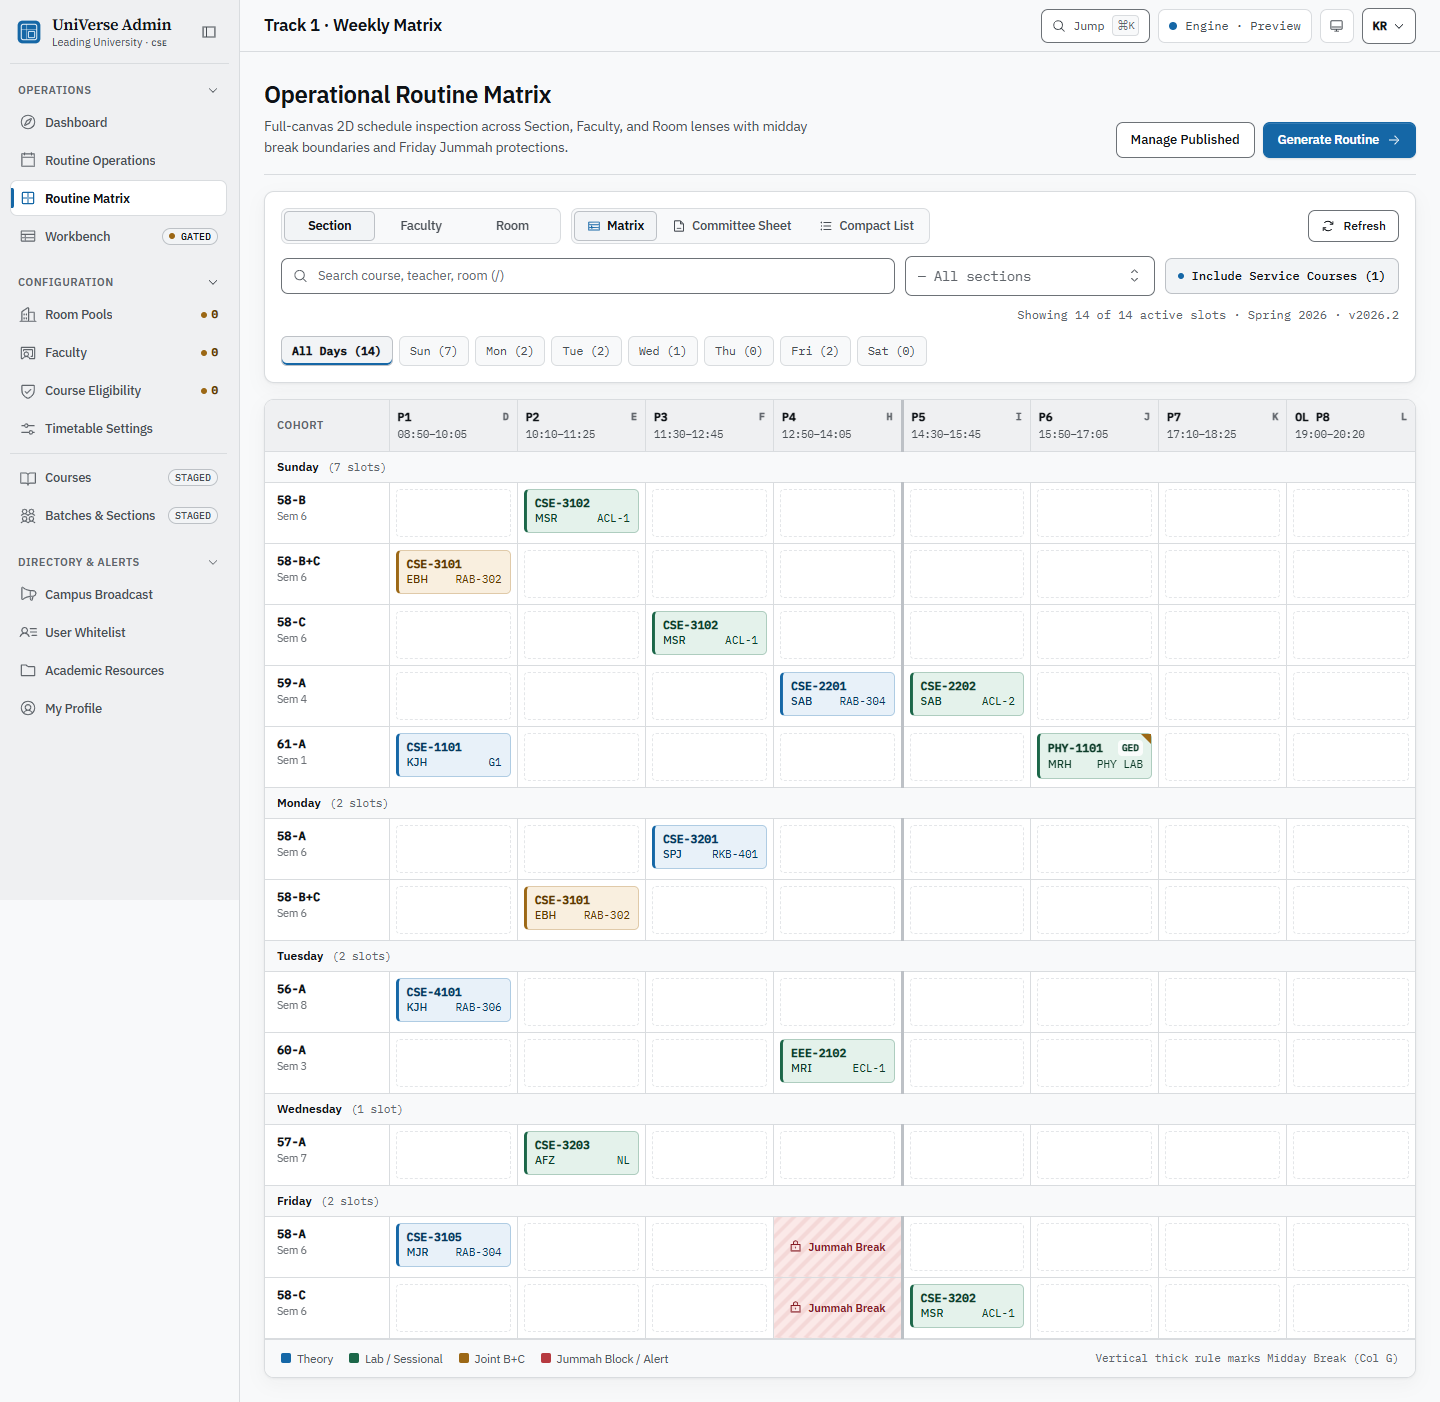 UniVerse Admin
Leading University · CSE
OPERATIONS
Dashboard
Routine Operations
Routine Matrix
Workbench GATED
CONFIGURATION
Room Pools 0
Faculty 0
Course Eligibility 0
Timetable Settings
Courses STAGED
Batches & Sections STAGED
DIRECTORY & ALERTS
Campus Broadcast
User Whitelist
Academic Resources
My Profile
Track 1 · Weekly Matrix
Jump ⌘K
Engine · Preview
KR
Operational Routine Matrix
Full-canvas 2D schedule inspection across Section, Faculty, and Room lenses with midday
break boundaries and Friday Jummah protections.
Manage Published
Generate Routine →
Section Faculty Room
Matrix Committee Sheet Compact List
Refresh
Search course, teacher, room (/)
— All sections
Include Service Courses (1)
Showing 14 of 14 active slots · Spring 2026 · v2026.2
All Days (14) Sun (7) Mon (2) Tue (2) Wed (1) Thu (0) Fri (2) Sat (0)
COHORT
P1 D
08:50–10:05
P2 E
10:10–11:25
P3 F
11:30–12:45
P4 H
12:50–14:05
P5 I
14:30–15:45
P6 J
15:50–17:05
P7 K
17:10–18:25
OL P8 L
19:00–20:20
Sunday (7 slots)
58-B
Sem 6
CSE-3102
MSR ACL-1
58-B+C
Sem 6
CSE-3101
EBH RAB-302
58-C
Sem 6
CSE-3102
MSR ACL-1
59-A
Sem 4
CSE-2201
SAB RAB-304
CSE-2202
SAB ACL-2
61-A
Sem 1
CSE-1101
KJH G1
PHY-1101 GED
MRH PHY LAB
Monday (2 slots)
58-A
Sem 6
CSE-3201
SPJ RKB-401
58-B+C
Sem 6
CSE-3101
EBH RAB-302
Tuesday (2 slots)
56-A
Sem 8
CSE-4101
KJH RAB-306
60-A
Sem 3
EEE-2102
MRI ECL-1
Wednesday (1 slot)
57-A
Sem 7
CSE-3203
AFZ NL
Friday (2 slots)
58-A
Sem 6
CSE-3105
MJR RAB-304
Jummah Break
58-C
Sem 6
Jummah Break
CSE-3202
MSR ACL-1
Theory Lab / Sessional Joint B+C Jummah Block / Alert
Vertical thick rule marks Midday Break (Col G)